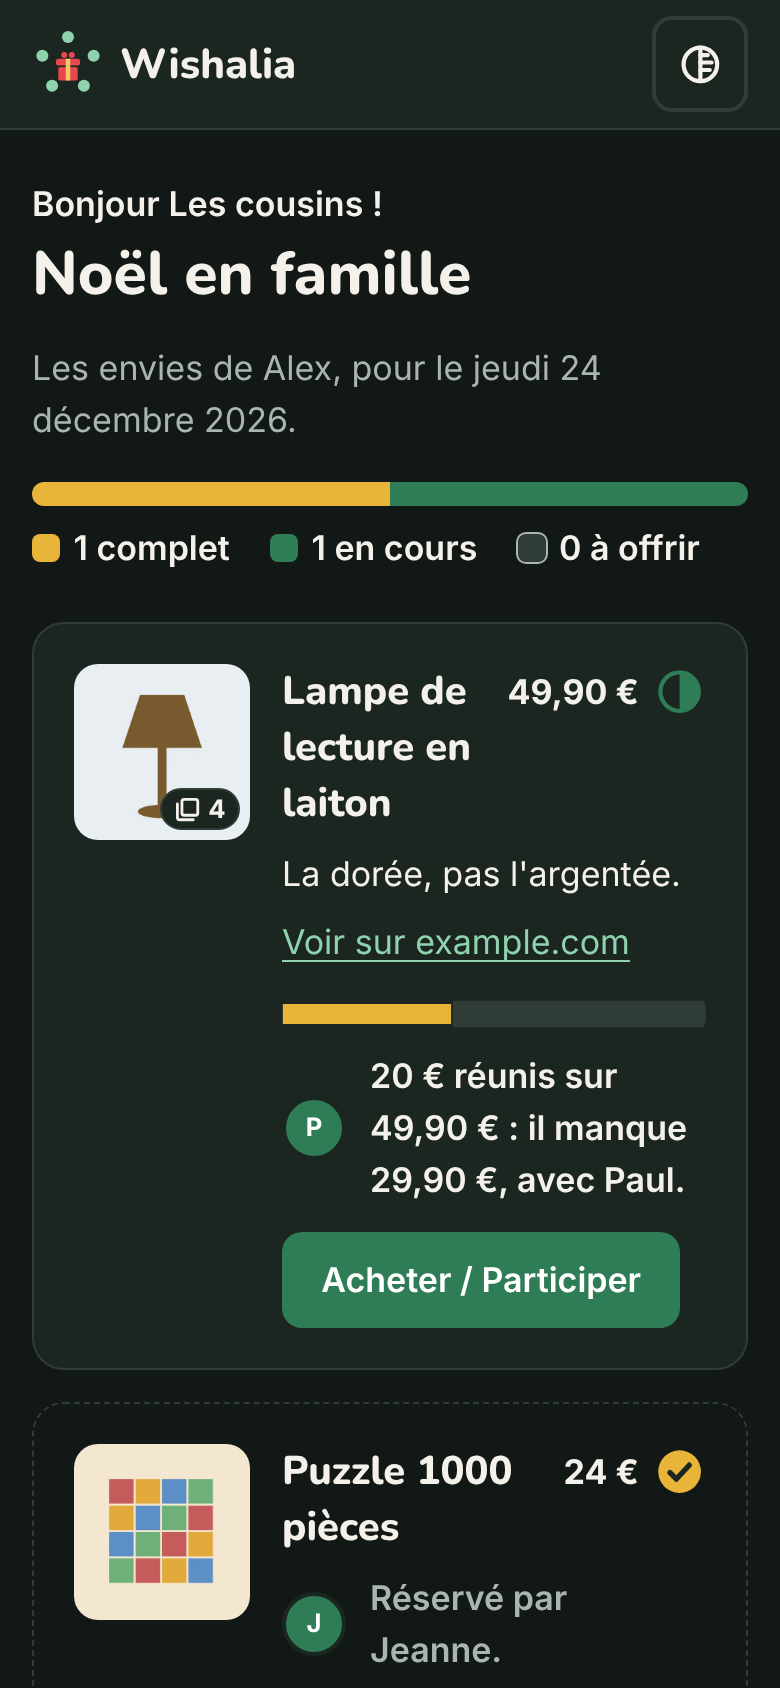 Wishalia
Bonjour Les cousins !
Noël en famille
Les envies de Alex, pour le jeudi 24
décembre 2026.
1 complet
1 en cours
0 à offrir
Lampe de
lecture en
laiton
49,90 €
4
La dorée, pas l'argentée.
Voir sur example.com
P
20 € réunis sur
49,90 € : il manque
29,90 €, avec Paul.
Acheter / Participer
Puzzle 1000
pièces
24 €
J
Réservé par
Jeanne.